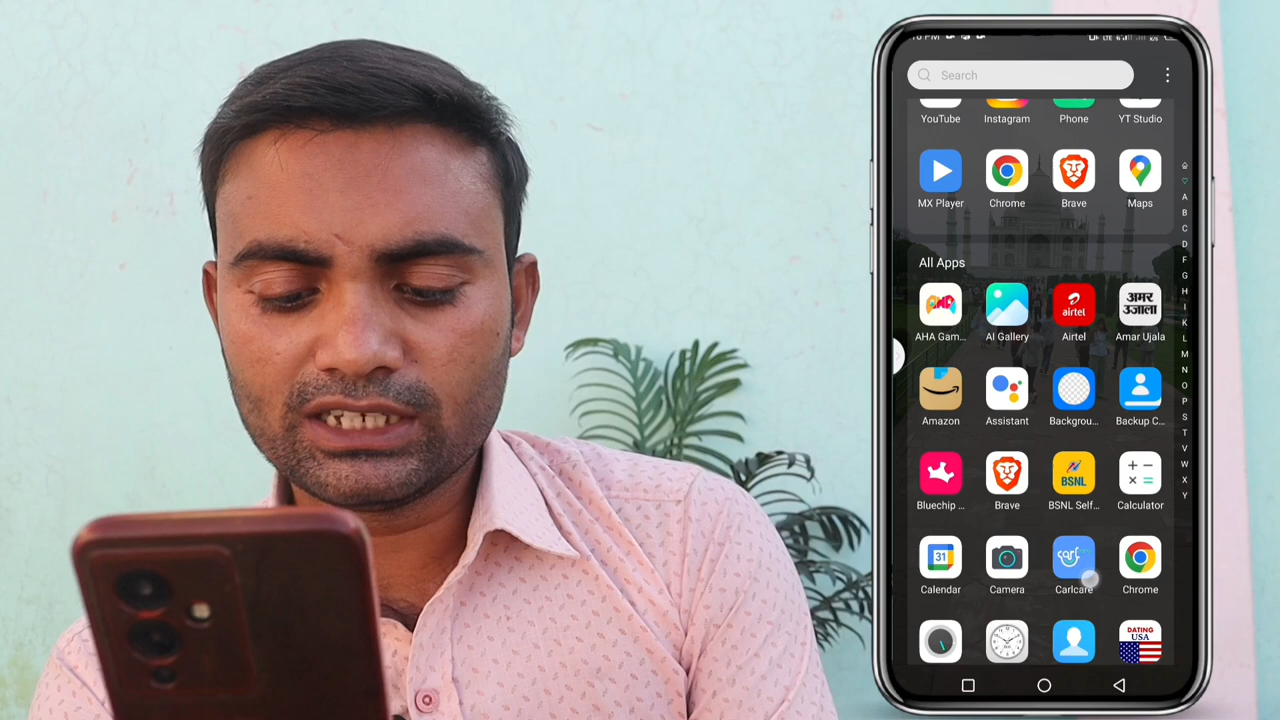 Search
YouTube Instagram Phone YT Studio
MX Player Chrome Brave Maps
All Apps
A
B
C
D
F
G
H
I
K
L
M
N
O
P
S
T
V
W
X
Y
airtel
अमर
उजाला
AHA Gam... AI Gallery Airtel Amar Ujala
Amazon Assistant Backgrou... Backup C...
BSNL
Bluechip ... Brave BSNL Self... Calculator
31
carl
Calendar Camera Carlcare Chrome
DATING
USA